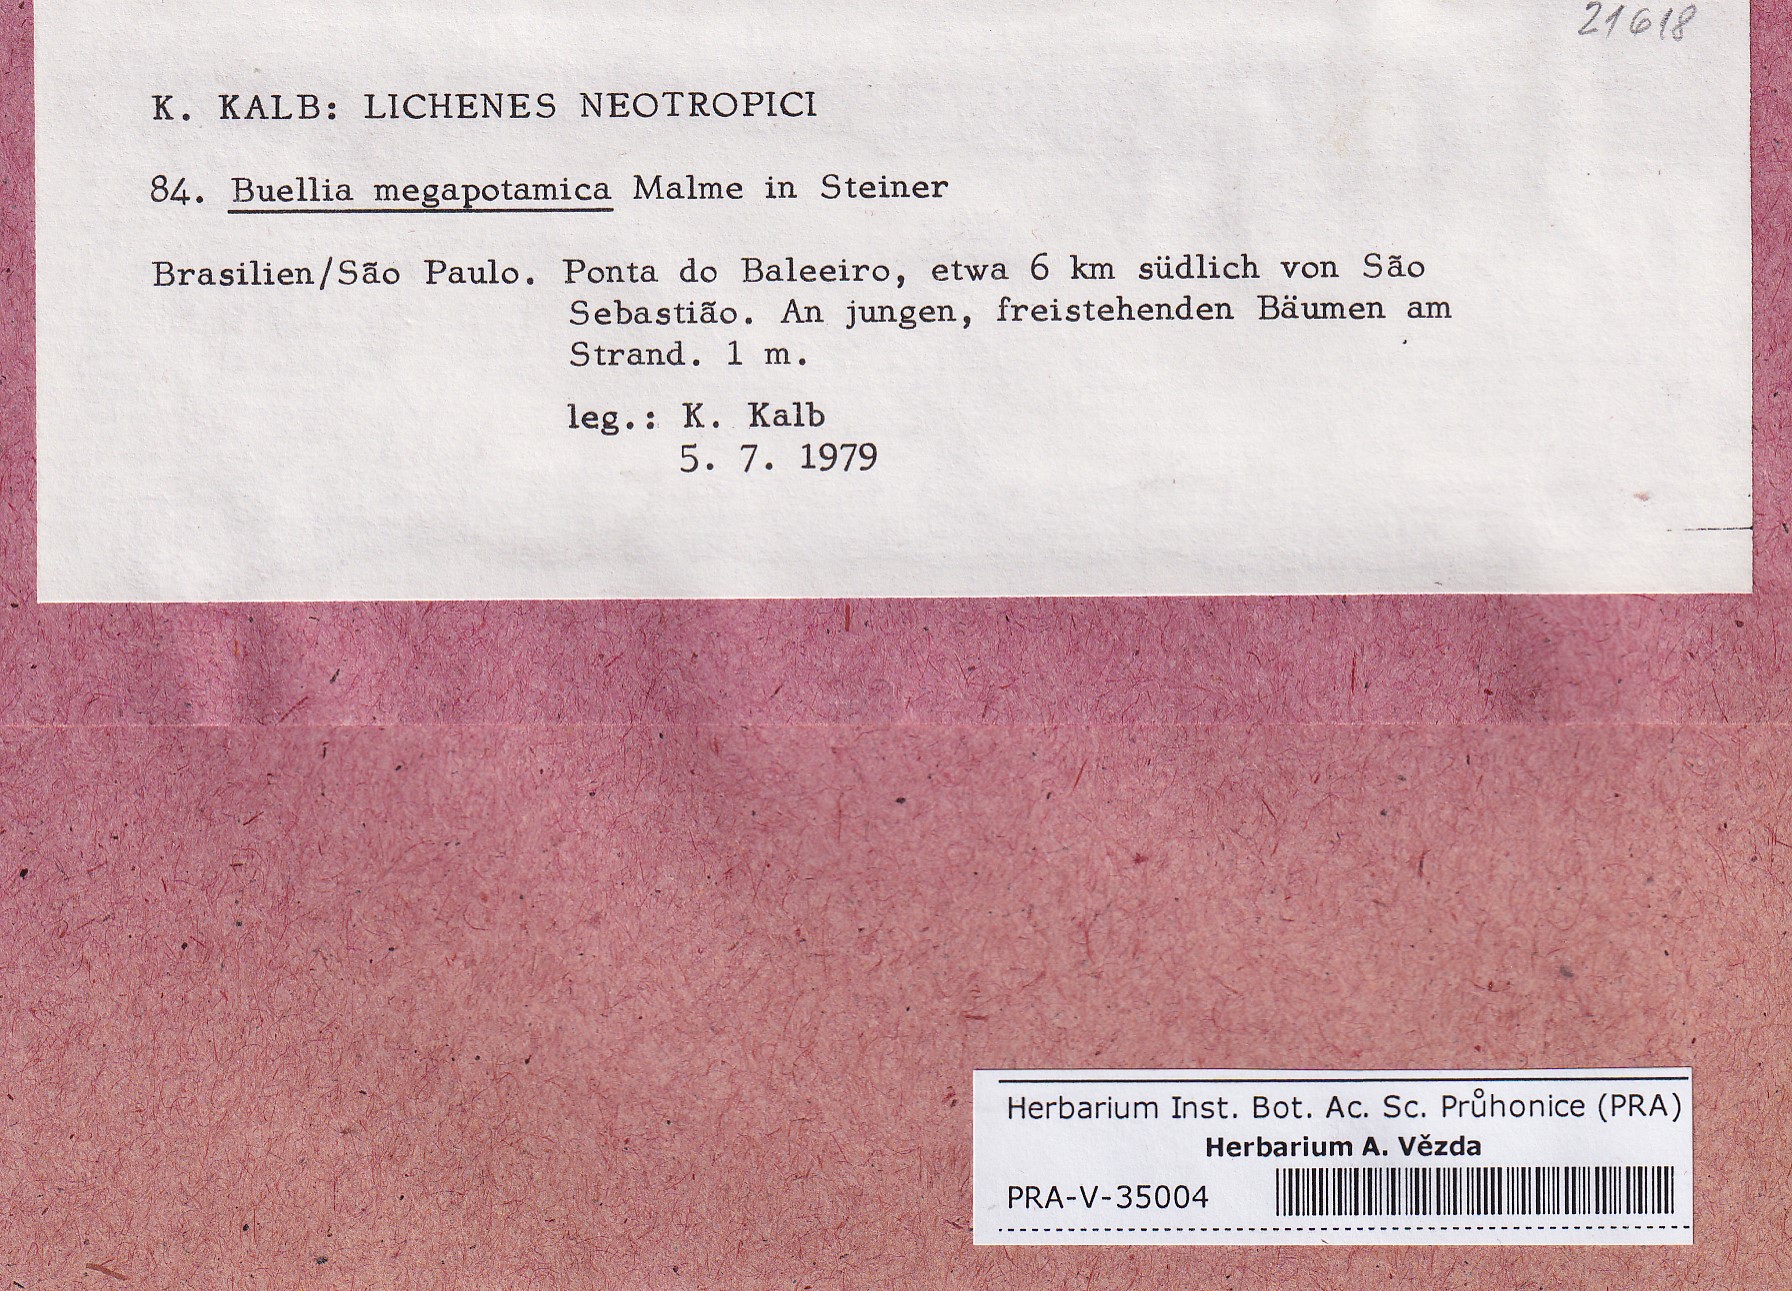 21618
K. KALB: LICHENES NEOTROPICI
84. Buellia megapotamica Malme in Steiner
Brasilien/São Paulo. Ponta do Baleeiro, etwa 6 km südlich von São
Sebastião. An jungen, freistehenden Bäumen am
Strand. 1 m.
leg.: K. Kalb
5. 7. 1979
Herbarium Inst. Bot. Ac. Sc. Průhonice (PRA)
Herbarium A. Vězda
PRA-V-35004